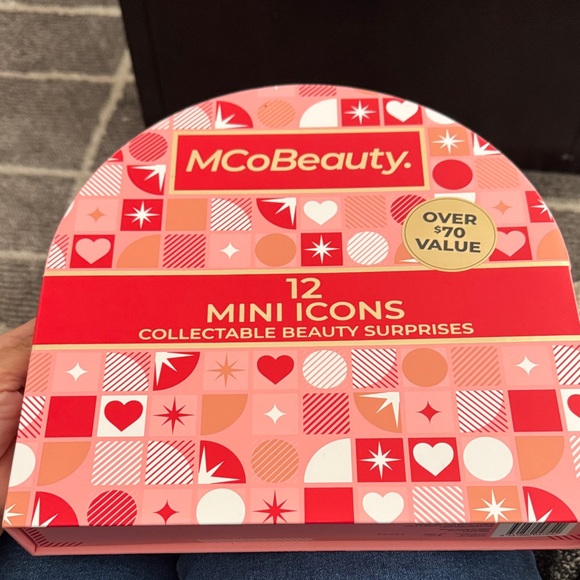 MCoBeauty.
OVER
$70
VALUE
12
MINI ICONS
COLLECTABLE BEAUTY SURPRISES